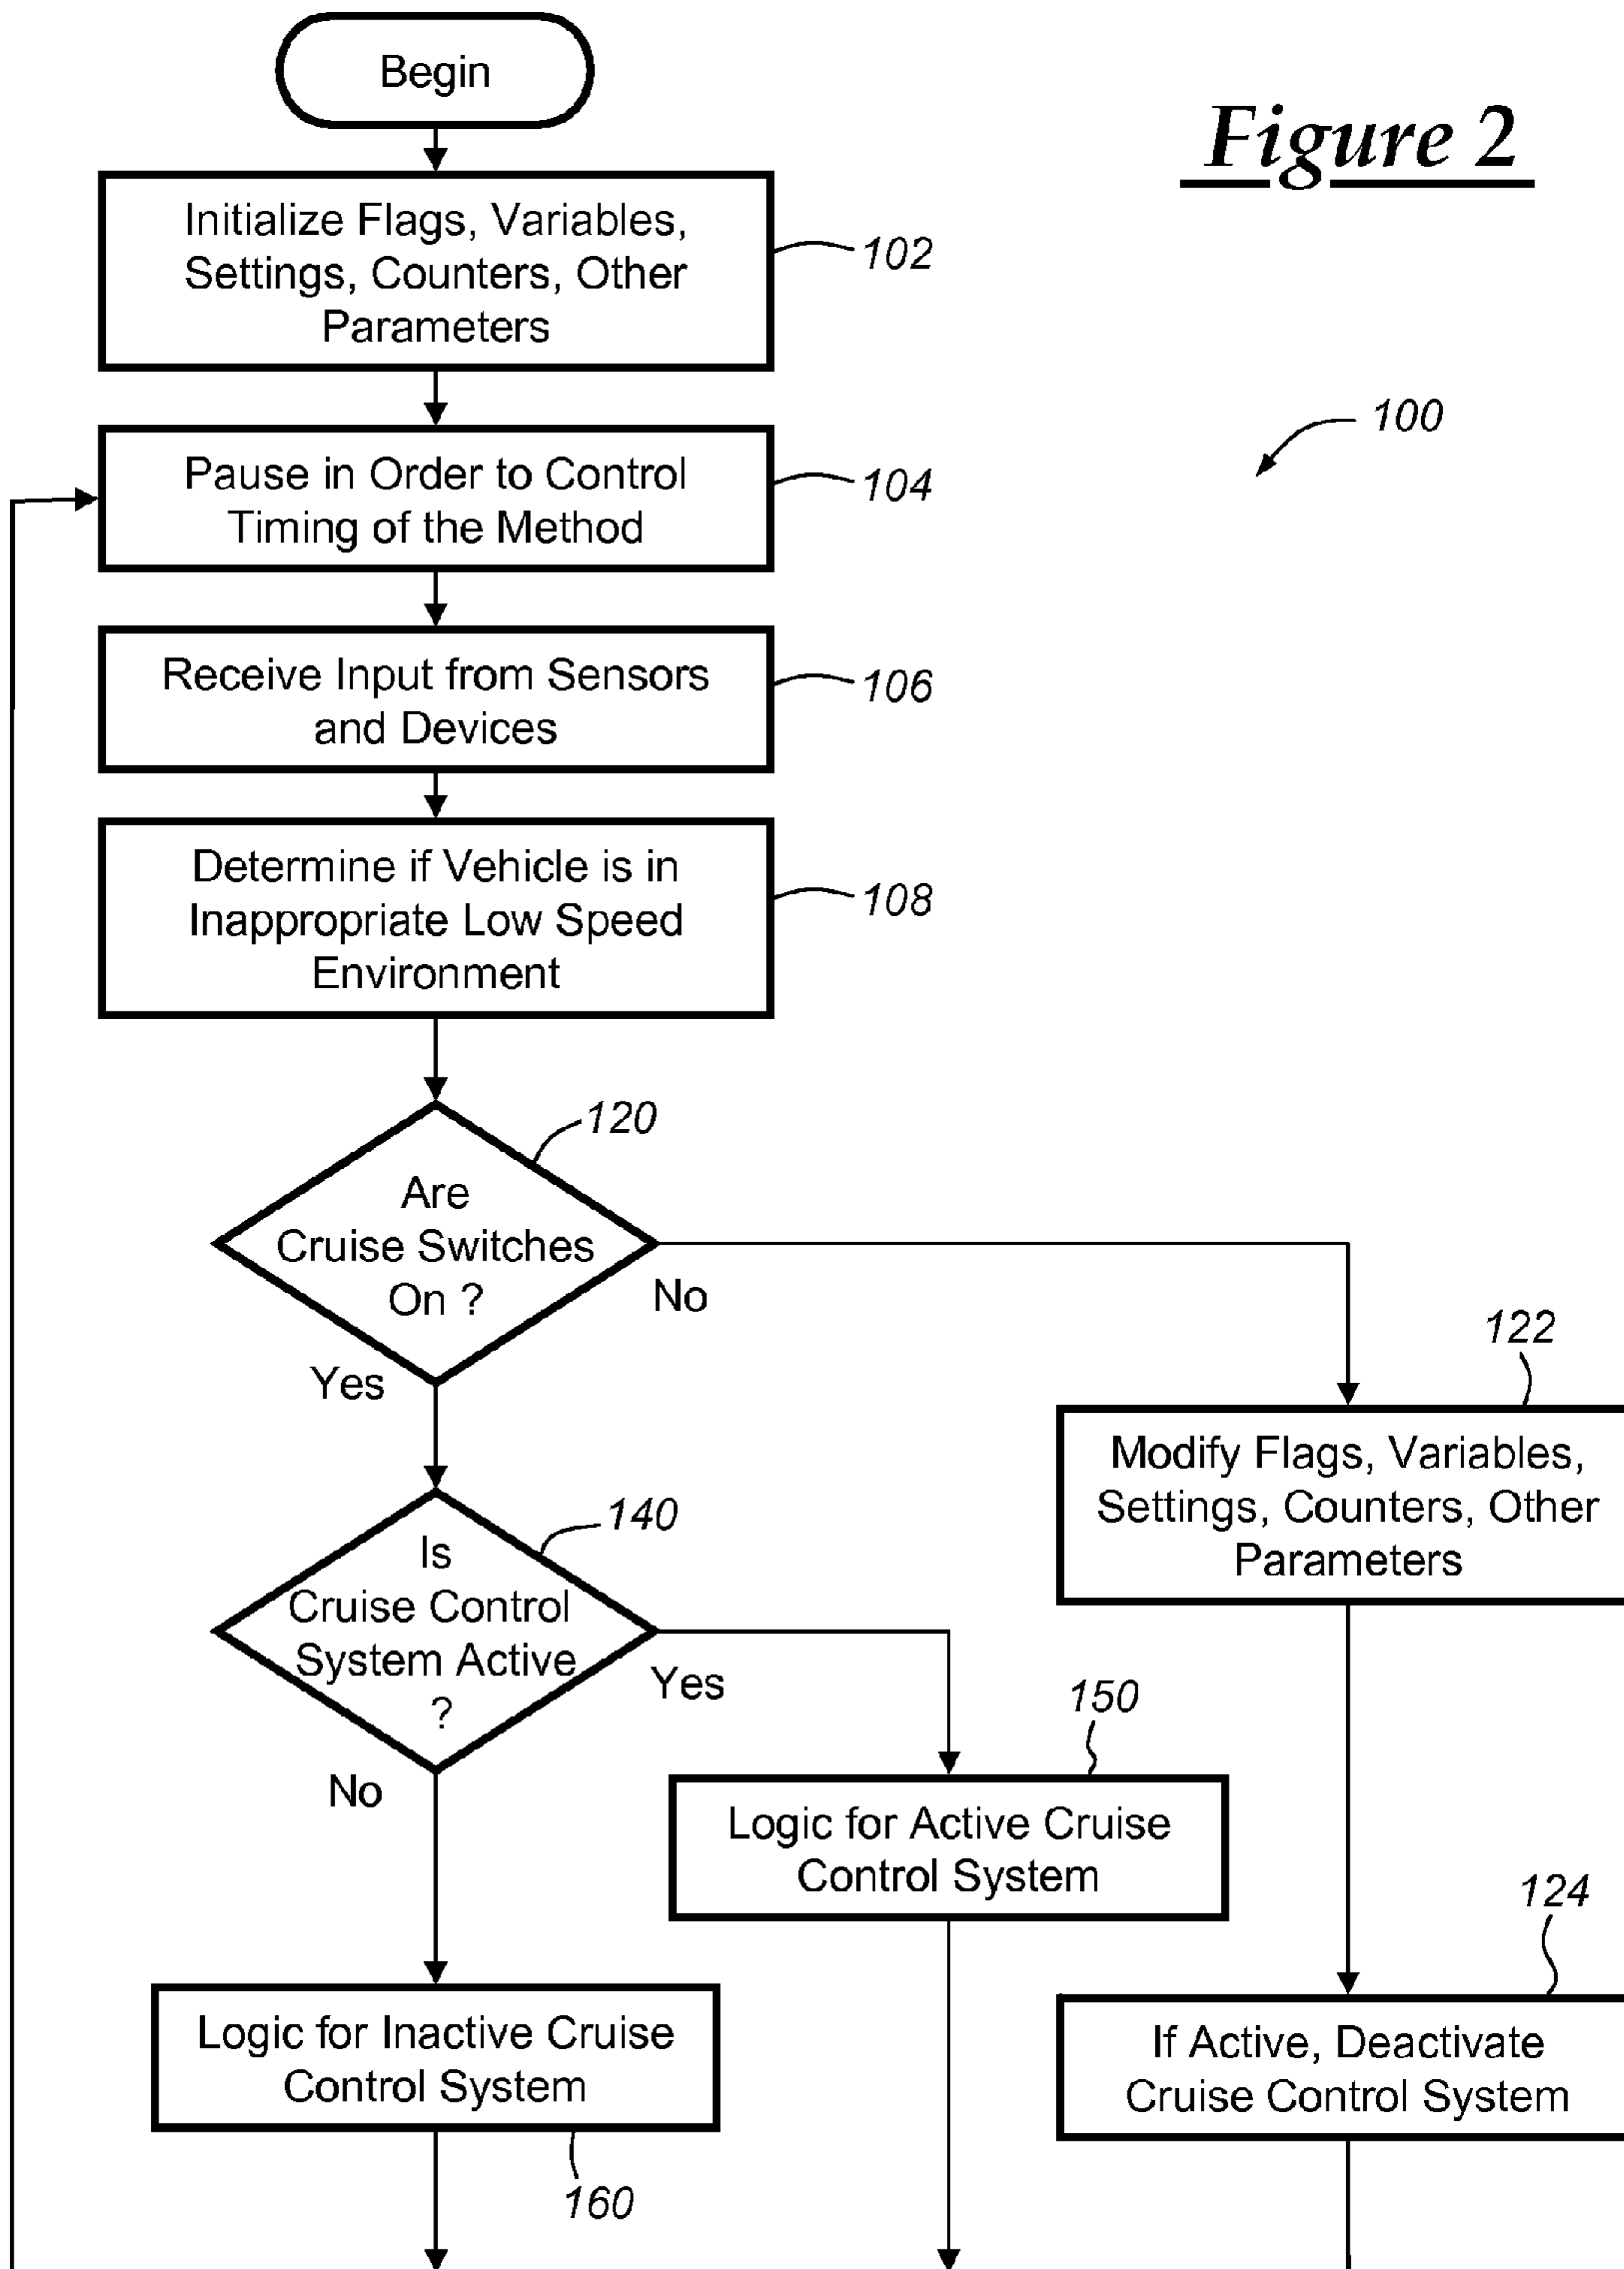 Begin
Figure 2
Initialize Flags, Variables,
Settings, Counters, Other
Parameters
102
100
Pause in Order to Control
Timing of the Method
104
Receive Input from Sensors
and Devices
106
Determine if Vehicle is in
Inappropriate Low Speed
Environment
108
120
Are
Cruise Switches
On ?
No
Yes
122
Modify Flags, Variables,
Settings, Counters, Other
Parameters
140
Is
Cruise Control
System Active
?
Yes
No
150
Logic for Active Cruise
Control System
124
If Active, Deactivate
Cruise Control System
Logic for Inactive Cruise
Control System
160